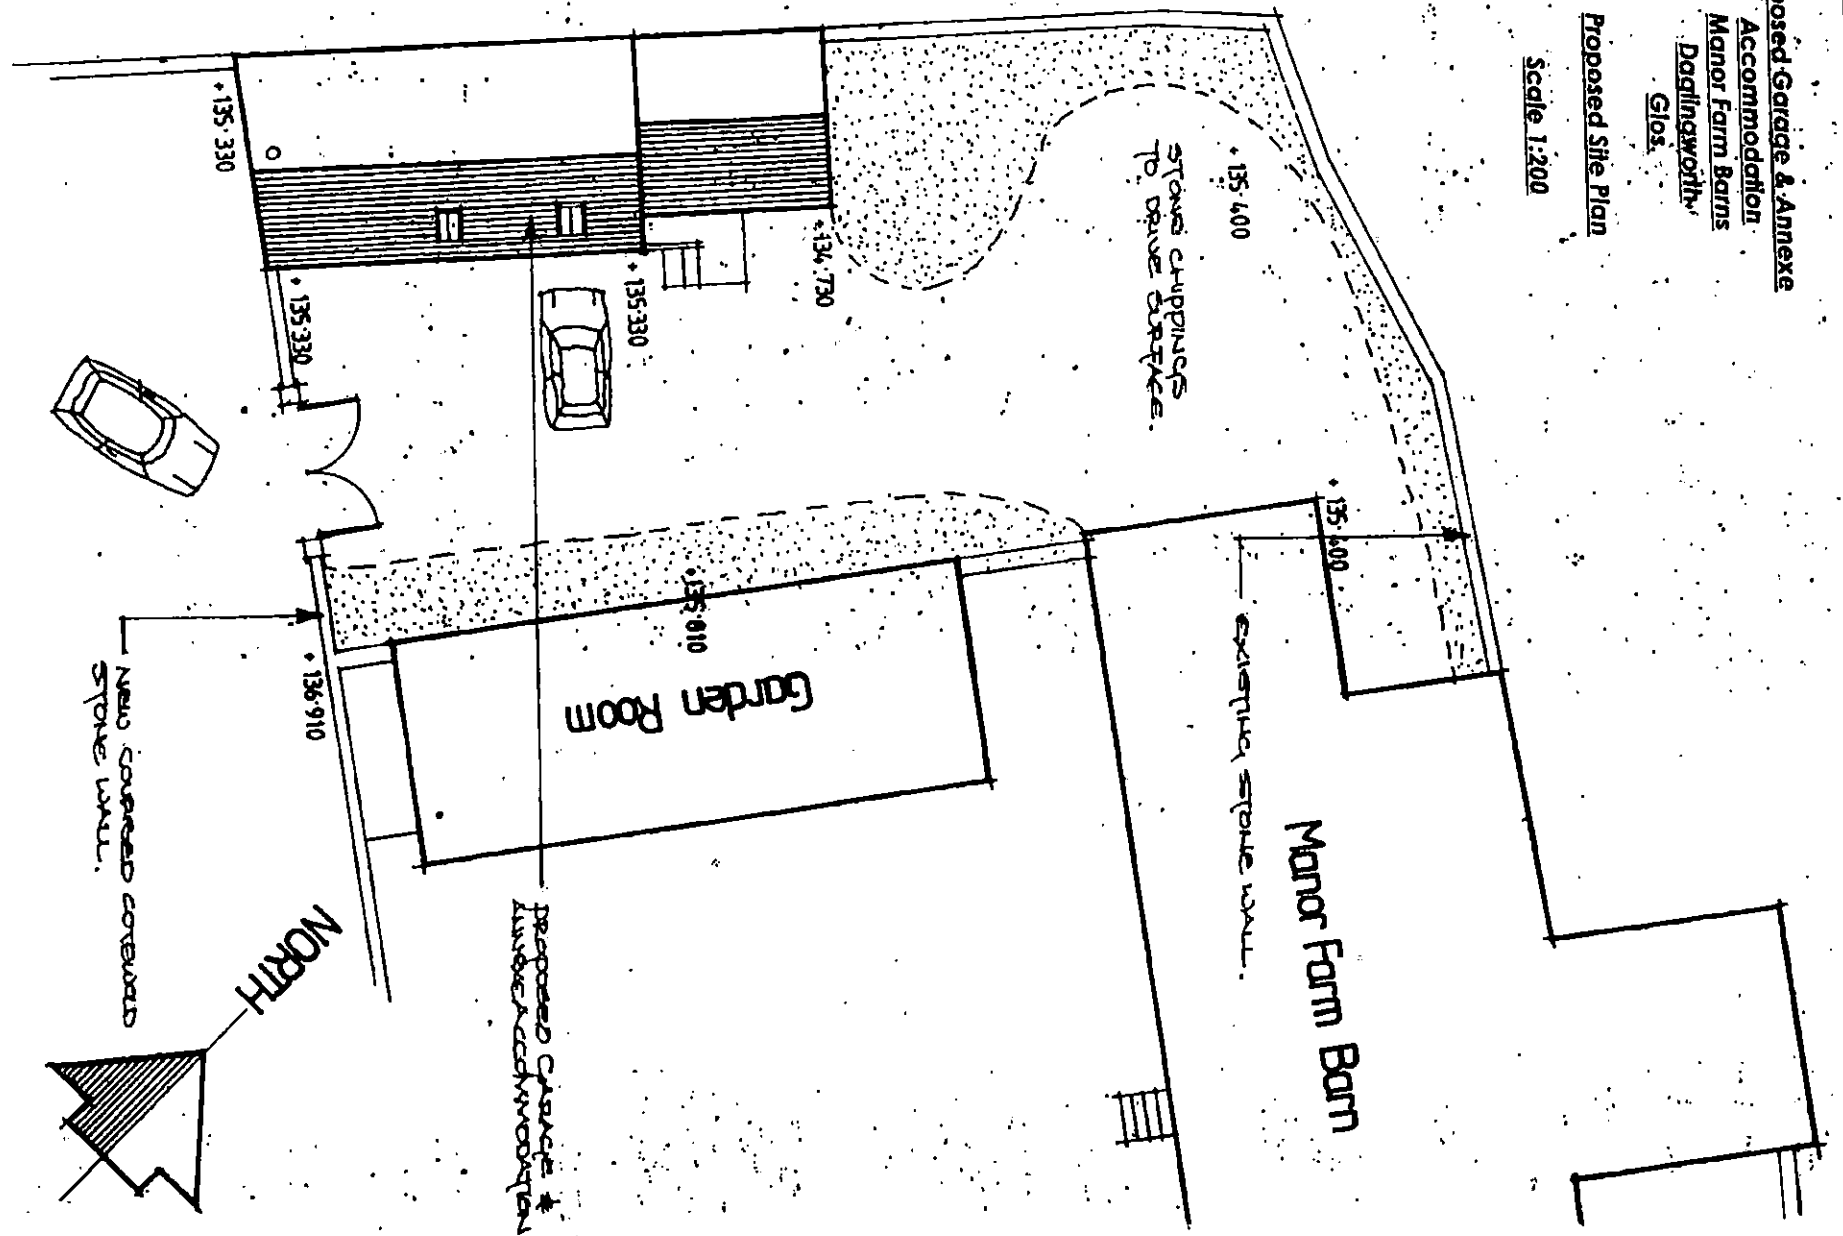 posed Garage & Annexe
Accommodation
Manor Farm Barns
Daglingworth
Glos.
Proposed Site Plan
Scale 1:200
+135·400
STONE CHIPPINGS
TO DRIVE SURFACE.
+135·400
EXISTING STONE WALL.
Manor Farm Barn
+134·730
+135·330
+135·330
+135·330
+135·810
Garden Room
PROPOSED GARAGE &
ANNEXE ACCOMMODATION
+136·910
NEW COURSED COTSWOLD
STONE WALL.
NORTH